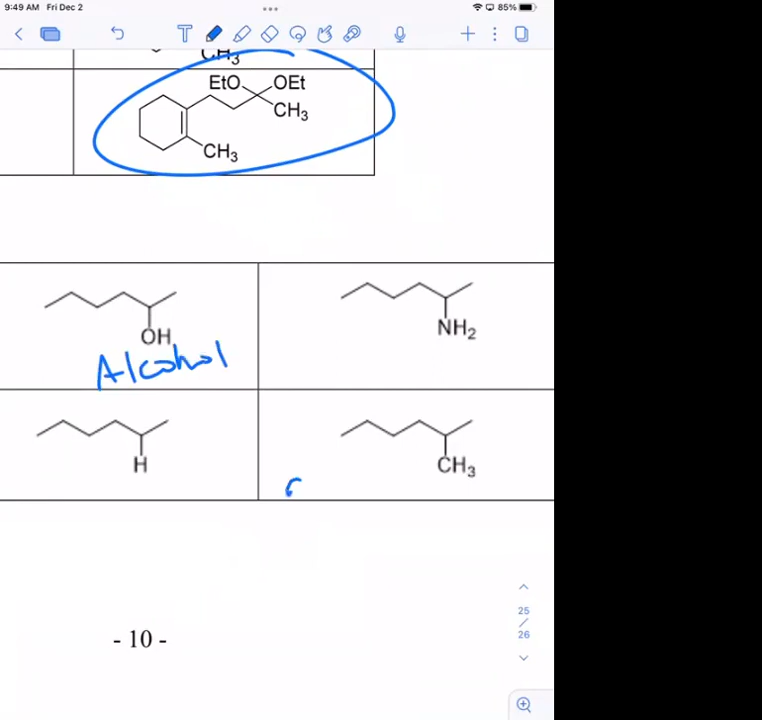 9:49 AM Fri Dec 2
85%
CH3
EtO OEt
CH3
CH3
OH
Alcohol
NH2
H
CH3
25
/
26
- 10 -